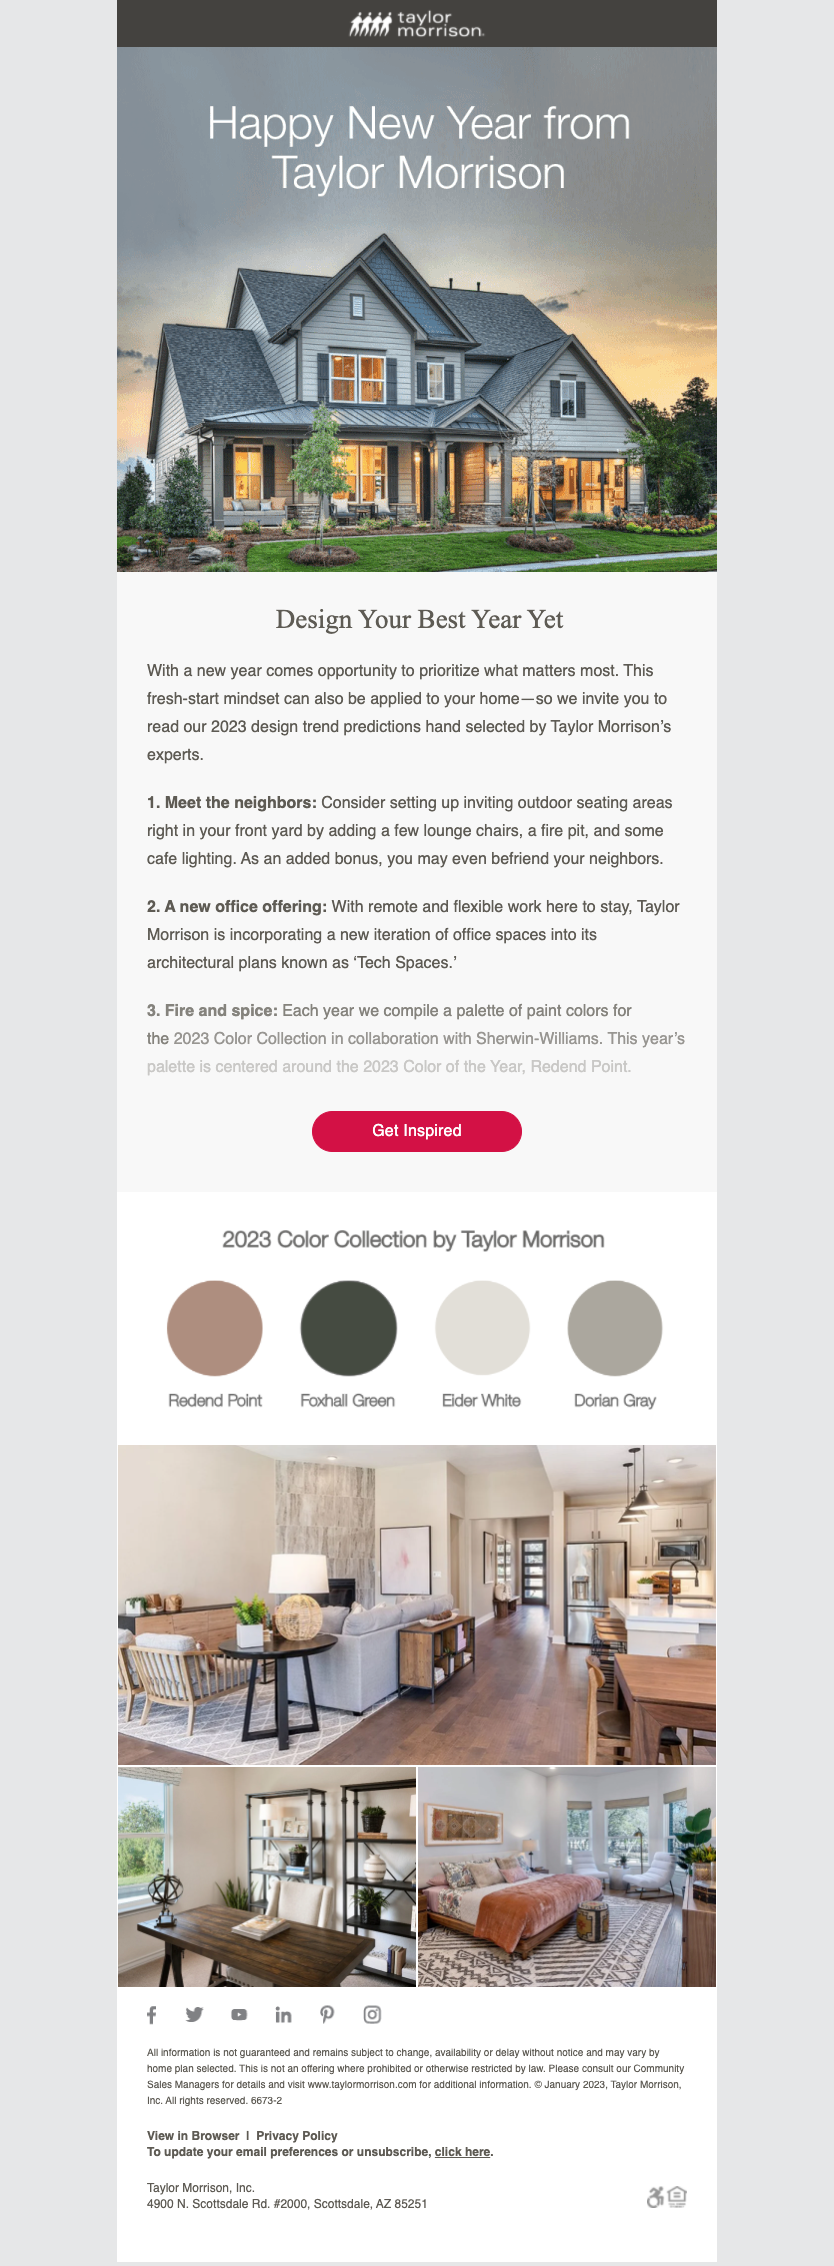 taylor
morrison.
Happy New Year from
Taylor Morrison
Design Your Best Year Yet
With a new year comes opportunity to prioritize what matters most. This
fresh-start mindset can also be applied to your home—so we invite you to
read our 2023 design trend predictions hand selected by Taylor Morrison’s
experts.
1. Meet the neighbors: Consider setting up inviting outdoor seating areas
right in your front yard by adding a few lounge chairs, a fire pit, and some
cafe lighting. As an added bonus, you may even befriend your neighbors.
2. A new office offering: With remote and flexible work here to stay, Taylor
Morrison is incorporating a new iteration of office spaces into its
architectural plans known as ‘Tech Spaces.’
3. Fire and spice: Each year we compile a palette of paint colors for
the 2023 Color Collection in collaboration with Sherwin-Williams. This year’s
palette is centered around the 2023 Color of the Year, Redend Point.
Get Inspired
2023 Color Collection by Taylor Morrison
Redend Point Foxhall Green Eider White Dorian Gray
All information is not guaranteed and remains subject to change, availability or delay without notice and may vary by
home plan selected. This is not an offering where prohibited or otherwise restricted by law. Please consult our Community
Sales Managers for details and visit www.taylormorrison.com for additional information. © January 2023, Taylor Morrison,
Inc. All rights reserved. 6673-2
View in Browser | Privacy Policy
To update your email preferences or unsubscribe, click here.
Taylor Morrison, Inc.
4900 N. Scottsdale Rd. #2000, Scottsdale, AZ 85251